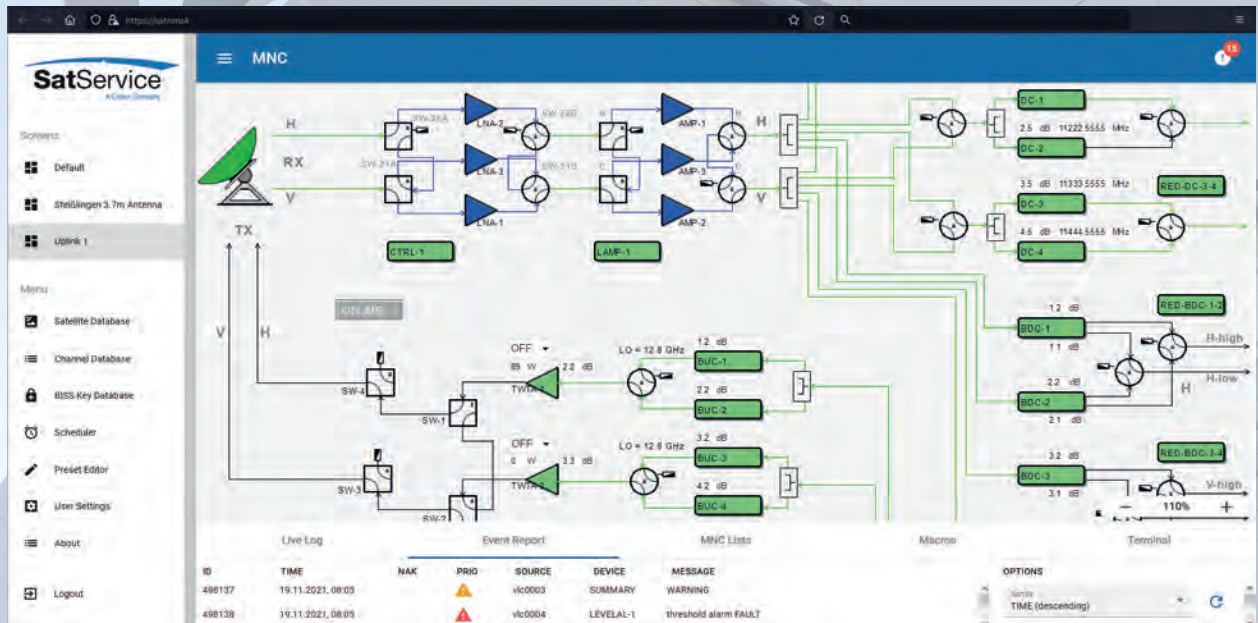 https://satnms4
SatService
A Calian Company
MNC
15
Screens
Default
Steißlingen 3.7m Antenna
Uplink 1
Menu
Satellite Database
Channel Database
BISS Key Database
Scheduler
Preset Editor
User Settings
About
Logout
H
RX
V
TX
V
H
SW-21A
LNA-2
LNA-3
LNA-1
AMP-1
AMP-3
AMP-2
H
V
CTRL-1
LAMP-1
ON AIR
DC-1
2.5 dB 11222.5555 MHz
DC-2
3.5 dB 11333.5555 MHz
RED-DC-3-4
DC-3
4.5 dB 11444.5555 MHz
DC-4
1.2 dB
RED-BDC-1-2
BDC-1
1.1 dB
H-high
H-low
2.2 dB
H
BDC-2
2.1 dB
3.2 dB
RED-BDC-3-4
BDC-3
3.1 dB
V-high
110%
SW-4
SW-1
SW-3
SW-2
OFF
89 W 2.2 dB
LO = 12.8 GHz
1.2 dB
BUC-1
2.2 dB
BUC-2
OFF
0 W 3.3 dB
LO = 12.8 GHz
3.2 dB
BUC-3
4.2 dB
BUC-4
Live Log Event Report MNC Lists Macros Terminal
ID TIME NAK PRIO SOURCE DEVICE MESSAGE
498137 19.11.2021, 08:05 vlc0003 SUMMARY WARNING
498138 19.11.2021, 08:05 vlc0004 LEVELAL-1 threshold alarm FAULT
OPTIONS
TIME (descending)